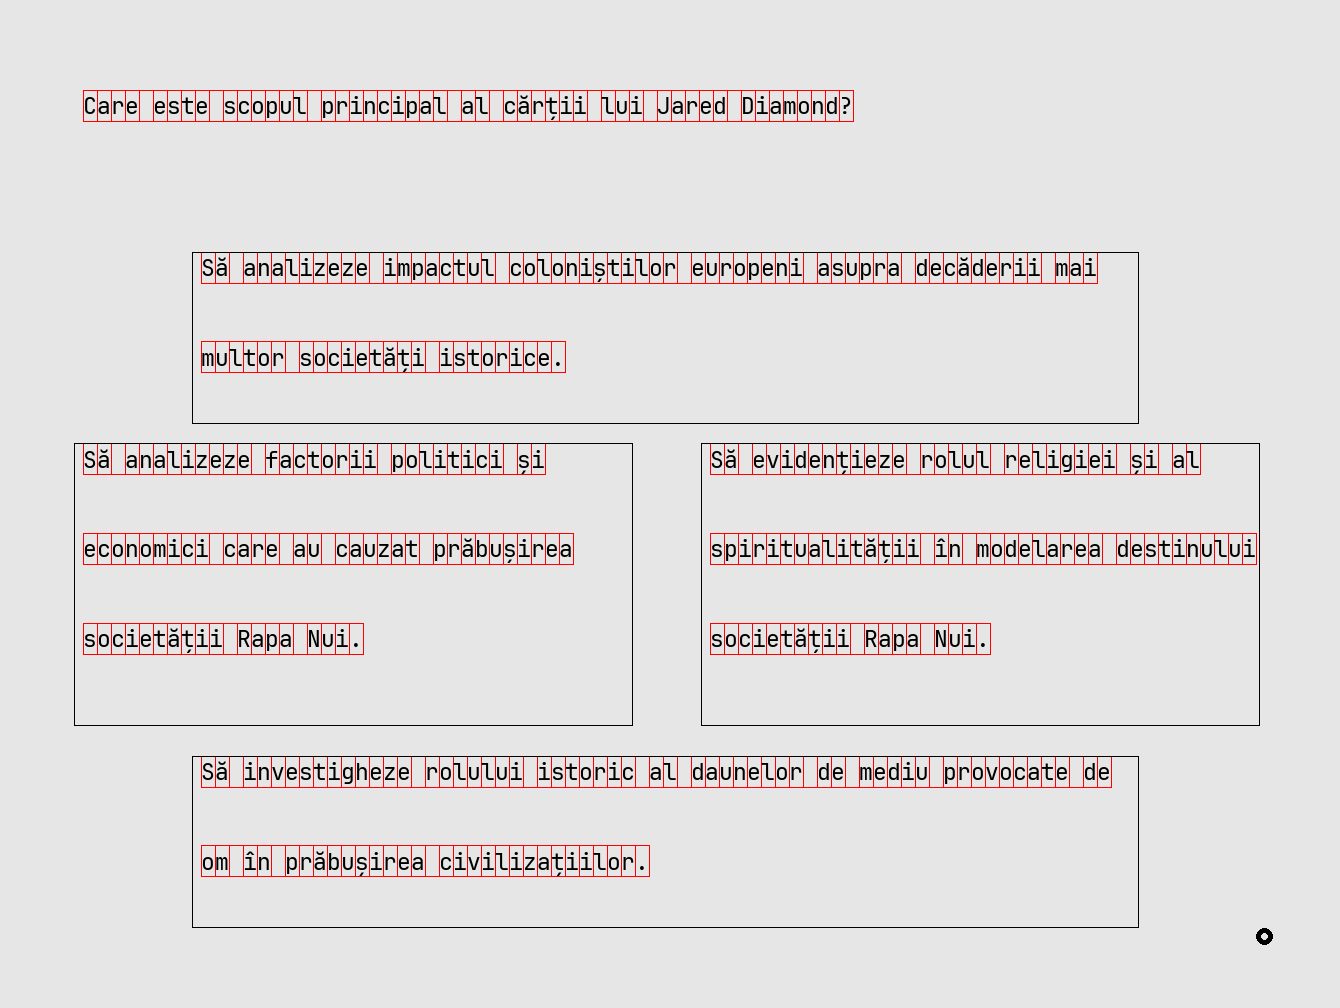 Care este scopul principal al cărții lui Jared Diamond?
Să analizeze impactul coloniștilor europeni asupra decăderii mai
multor societăți istorice.
Să analizeze factorii politici și
economici care au cauzat prăbușirea
societății Rapa Nui.
Să evidențieze rolul religiei și al
spiritualității în modelarea destinului
societății Rapa Nui.
Să investigheze rolului istoric al daunelor de mediu provocate de
om în prăbușirea civilizațiilor.